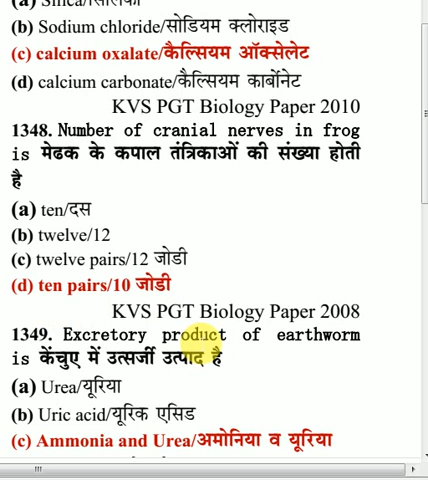 (a) Silica/सिलिका
(b) Sodium chloride/सोडियम क्लोराइड
(c) calcium oxalate/कैल्सियम ऑक्सेलेट
(d) calcium carbonate/कैल्सियम कार्बोनेट
KVS PGT Biology Paper 2010
1348. Number of cranial nerves in frog
is मेढक के कपाल तंत्रिकाओं की संख्या होती
है
(a) ten/दस
(b) twelve/12
(c) twelve pairs/12 जोडी
(d) ten pairs/10 जोडी
KVS PGT Biology Paper 2008
1349. Excretory product of earthworm
is केंचुए में उत्सर्जी उत्पाद है
(a) Urea/यूरिया
(b) Uric acid/यूरिक एसिड
(c) Ammonia and Urea/अमोनिया व यूरिया